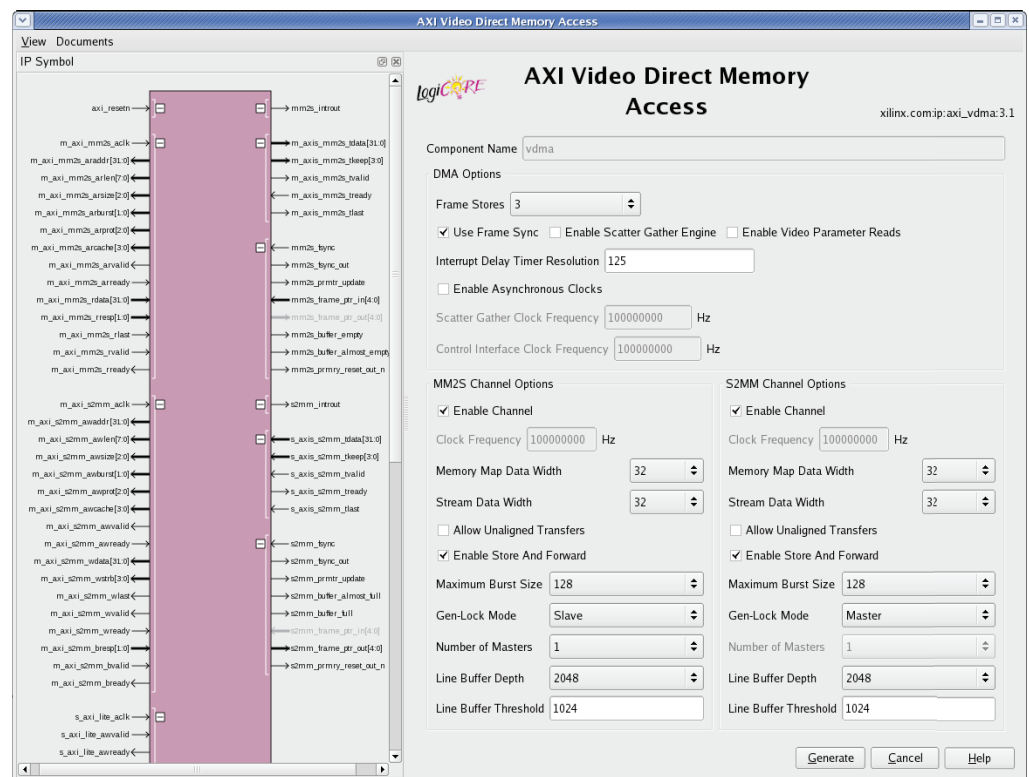 AXI Video Direct Memory Access
View Documents
IP Symbol
axi_resetn
mm2s_introut
m_axi_mm2s_aclk
m_axis_mm2s_tdata[31:0]
m_axi_mm2s_araddr[31:0]
m_axis_mm2s_tkeep[3:0]
m_axi_mm2s_arlen[7:0]
m_axis_mm2s_tvalid
m_axi_mm2s_arsize[2:0]
m_axis_mm2s_tready
m_axi_mm2s_arburst[1:0]
m_axis_mm2s_tlast
m_axi_mm2s_arprot[2:0]
m_axi_mm2s_arcache[3:0]
mm2s_fsync
m_axi_mm2s_arvalid
mm2s_fsync_out
m_axi_mm2s_arready
mm2s_prmtr_update
m_axi_mm2s_rdata[31:0]
mm2s_frame_ptr_in[4:0]
m_axi_mm2s_rresp[1:0]
mm2s_frame_ptr_out[4:0]
m_axi_mm2s_rlast
mm2s_buffer_empty
m_axi_mm2s_rvalid
mm2s_buffer_almost_empty
m_axi_mm2s_rready
mm2s_prmry_reset_out_n
m_axi_s2mm_aclk
s2mm_introut
m_axi_s2mm_awaddr[31:0]
m_axi_s2mm_awlen[7:0]
s_axis_s2mm_tdata[31:0]
m_axi_s2mm_awsize[2:0]
s_axis_s2mm_tkeep[3:0]
m_axi_s2mm_awburst[1:0]
s_axis_s2mm_tvalid
m_axi_s2mm_awprot[2:0]
s_axis_s2mm_tready
m_axi_s2mm_awcache[3:0]
s_axis_s2mm_tlast
m_axi_s2mm_awvalid
m_axi_s2mm_awready
s2mm_fsync
m_axi_s2mm_wdata[31:0]
s2mm_fsync_out
m_axi_s2mm_wstrb[3:0]
s2mm_prmtr_update
m_axi_s2mm_wlast
s2mm_buffer_almost_full
m_axi_s2mm_wvalid
s2mm_buffer_full
m_axi_s2mm_wready
s2mm_frame_ptr_in[4:0]
m_axi_s2mm_bresp[1:0]
s2mm_frame_ptr_out[4:0]
m_axi_s2mm_bvalid
s2mm_prmry_reset_out_n
m_axi_s2mm_bready
s_axi_lite_aclk
s_axi_lite_awvalid
s_axi_lite_awready
LogiCORE
AXI Video Direct Memory
Access
xilinx.com:ip:axi_vdma:3.1
Component Name vdma
DMA Options
Frame Stores 3
Use Frame Sync Enable Scatter Gather Engine Enable Video Parameter Reads
Interrupt Delay Timer Resolution 125
Enable Asynchronous Clocks
Scatter Gather Clock Frequency 100000000 Hz
Control Interface Clock Frequency 100000000 Hz
MM2S Channel Options
Enable Channel
Clock Frequency 100000000 Hz
Memory Map Data Width 32
Stream Data Width 32
Allow Unaligned Transfers
Enable Store And Forward
Maximum Burst Size 128
Gen-Lock Mode Slave
Number of Masters 1
Line Buffer Depth 2048
Line Buffer Threshold 1024
S2MM Channel Options
Enable Channel
Clock Frequency 100000000 Hz
Memory Map Data Width 32
Stream Data Width 32
Allow Unaligned Transfers
Enable Store And Forward
Maximum Burst Size 128
Gen-Lock Mode Master
Number of Masters 1
Line Buffer Depth 2048
Line Buffer Threshold 1024
Generate Cancel Help